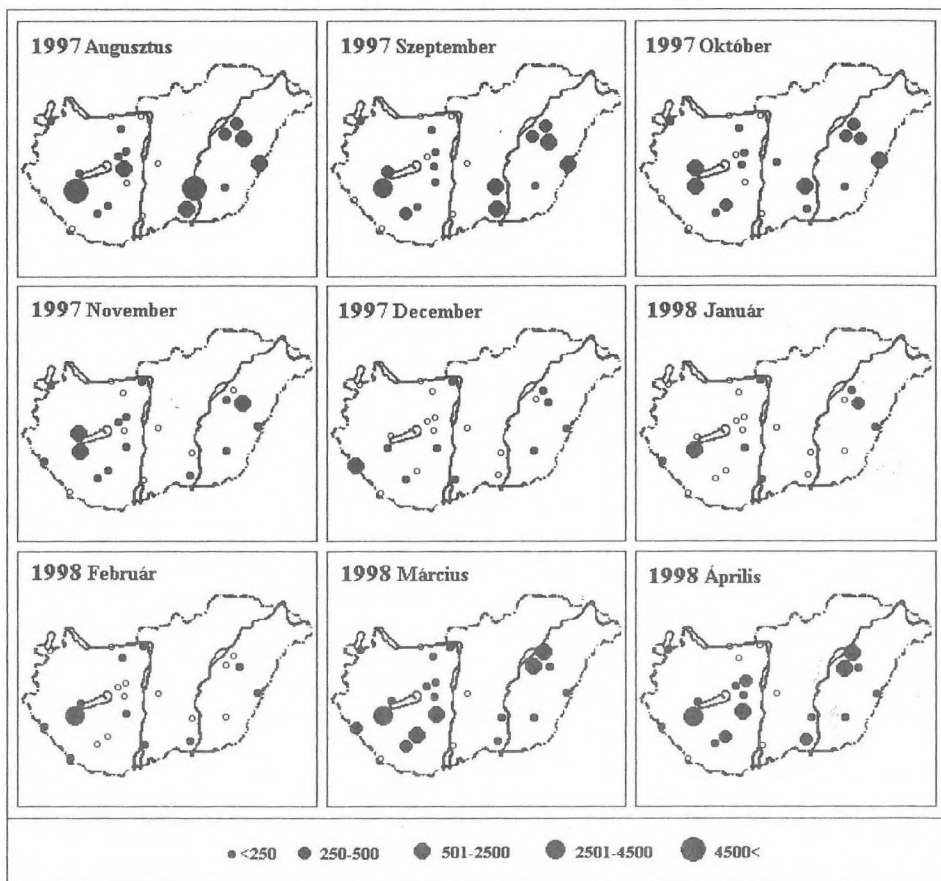 1997 Augusztus
1997 Szeptember
1997 Október
1997 November
1997 December
1998 Január
1998 Február
1998 Március
1998 Április
<250 250-500 501-2500 2501-4500 4500<